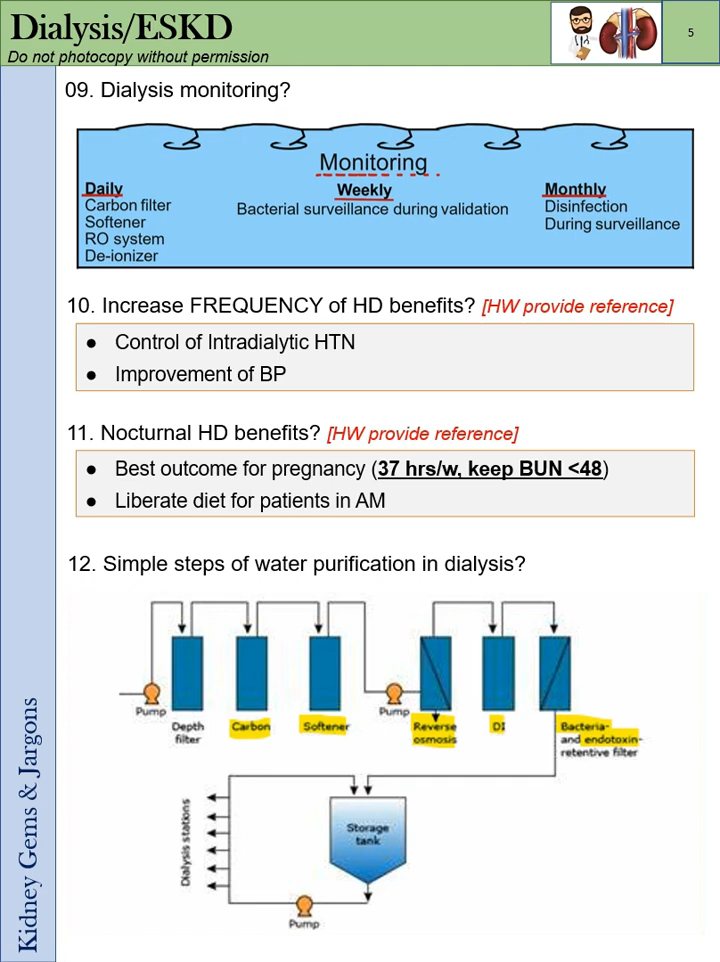 Dialysis/ESKD
Do not photocopy without permission
5
09. Dialysis monitoring?
Monitoring
Daily
Carbon filter
Softener
RO system
De-ionizer
Weekly
Bacterial surveillance during validation
Monthly
Disinfection
During surveillance
10. Increase FREQUENCY of HD benefits? [HW provide reference]
● Control of Intradialytic HTN
● Improvement of BP
11. Nocturnal HD benefits? [HW provide reference]
● Best outcome for pregnancy (37 hrs/w, keep BUN <48)
● Liberate diet for patients in AM
12. Simple steps of water purification in dialysis?
Pump
Depth
filter
Carbon
Softener
Pump
Reverse
osmosis
DI
Bacteria-
and endotoxin-
retentive filter
Storage
tank
Dialysis stations
Pump
Kidney Gems & Jargons